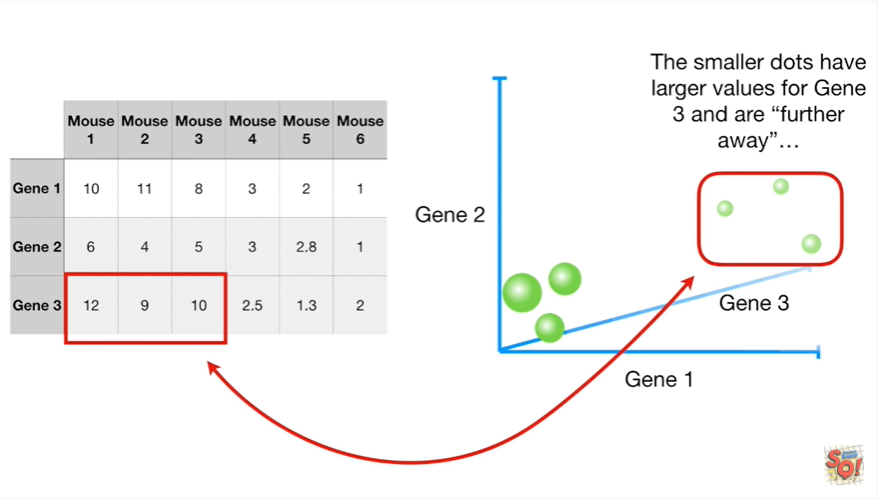 The smaller dots have
larger values for Gene
3 and are “further
away”...
Mouse 1 Mouse 2 Mouse 3 Mouse 4 Mouse 5 Mouse 6
Gene 1 10 11 8 3 2 1
Gene 2 6 4 5 3 2.8 1
Gene 3 12 9 10 2.5 1.3 2
Gene 2
Gene 3
Gene 1
SQ!